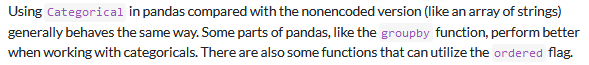 Using Categorical in pandas compared with the nonencoded version (like an array of strings)
generally behaves the same way. Some parts of pandas, like the groupby function, perform better
when working with categoricals. There are also some functions that can utilize the ordered flag.